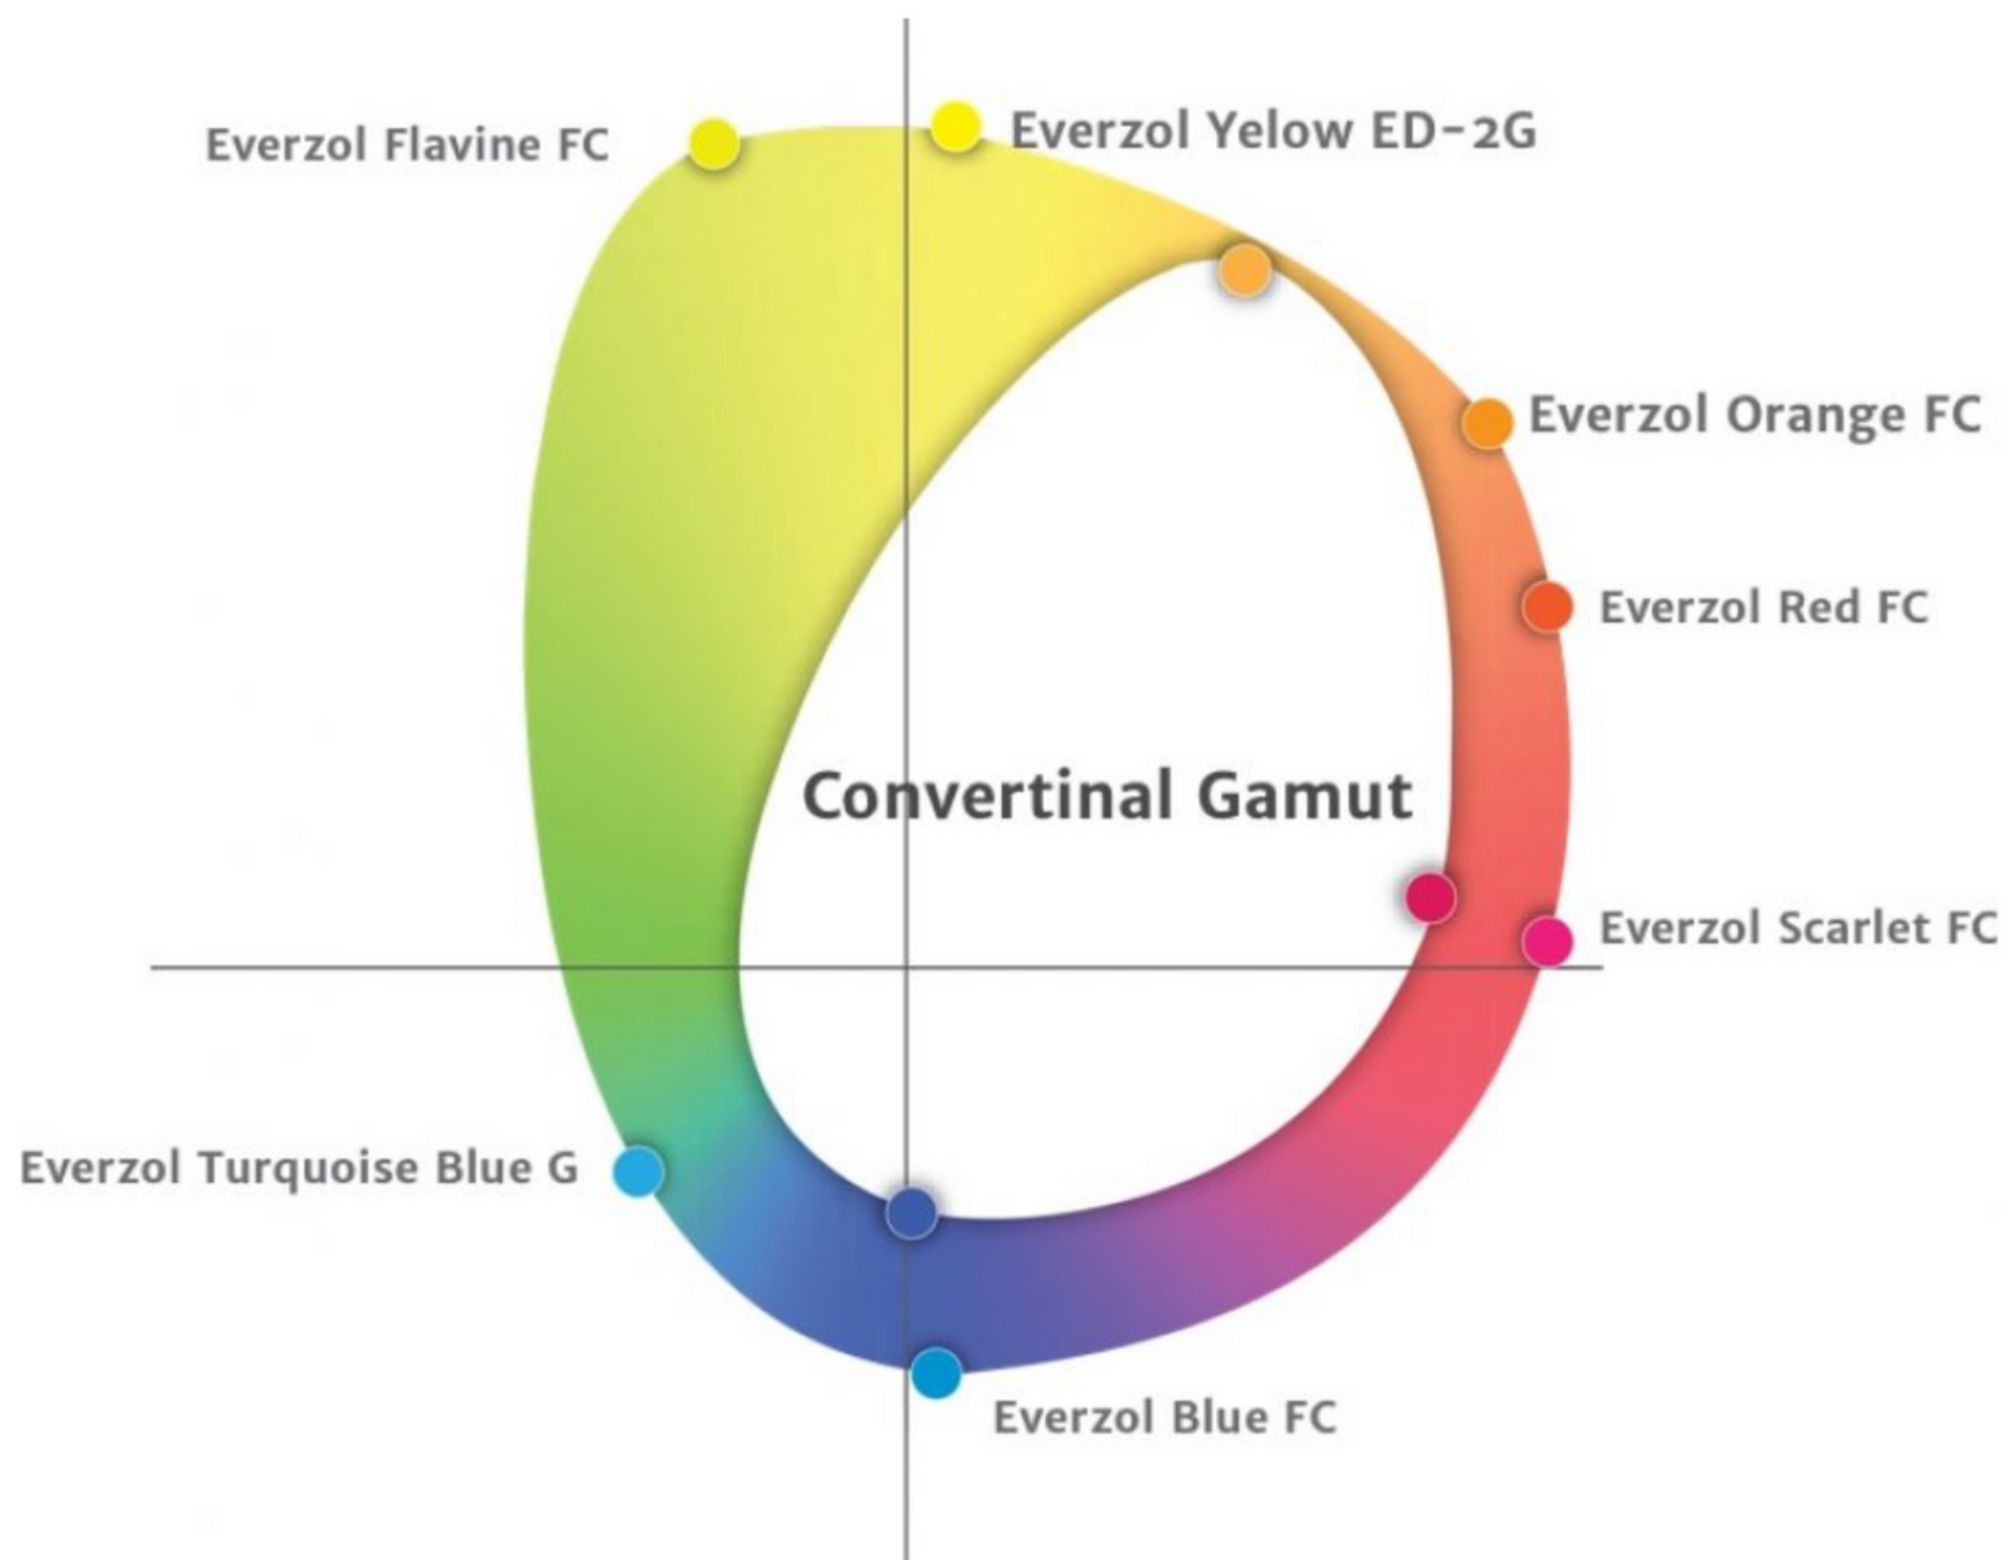 Everzol Flavine FC
Everzol Yelow ED-2G
Everzol Orange FC
Everzol Red FC
Convertinal Gamut
Everzol Scarlet FC
Everzol Turquoise Blue G
Everzol Blue FC